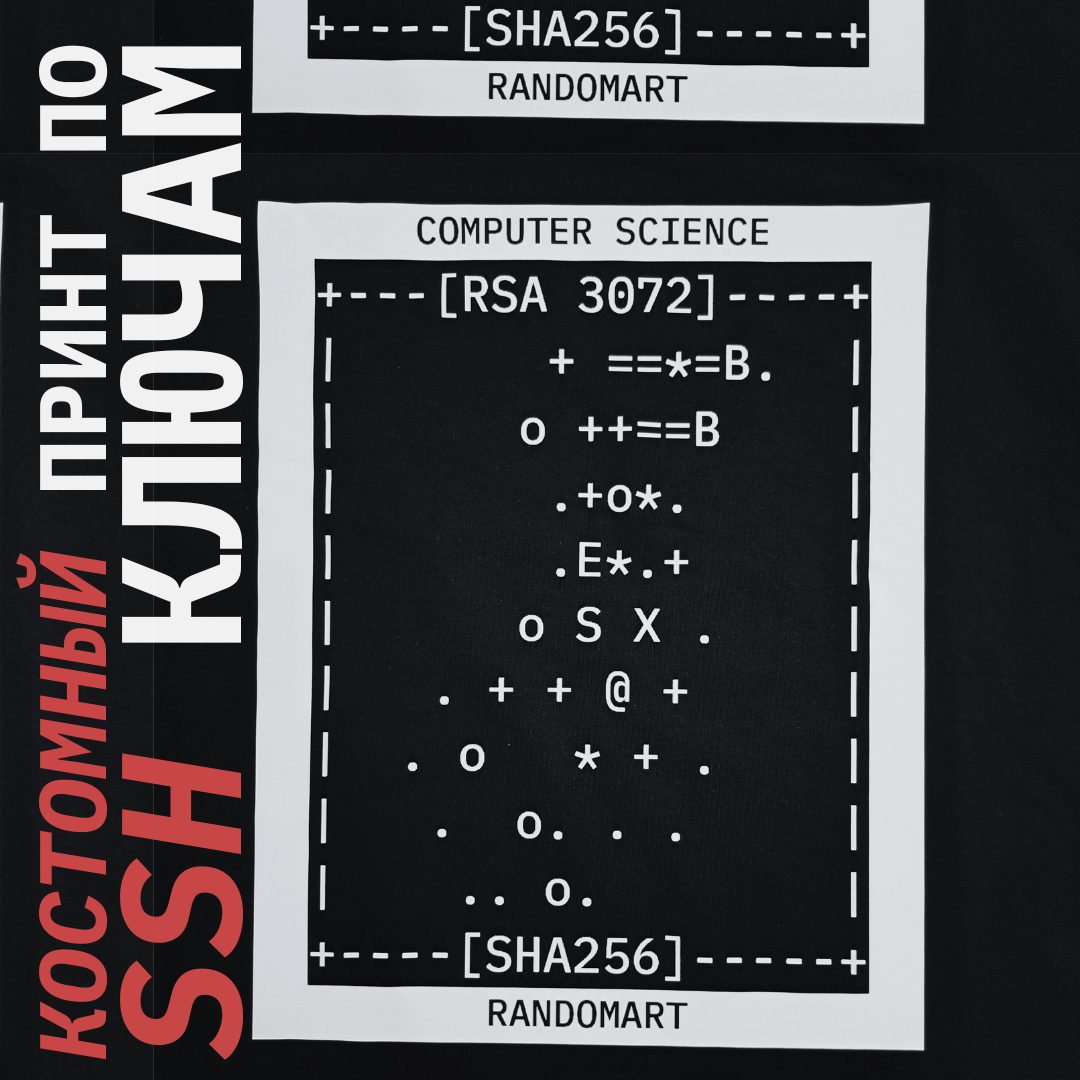 +----[SHA256]-----+
RANDOMART
КОСТОМНЫЙ ПРИНТ ПО
SSH КЛЮЧАМ
COMPUTER SCIENCE
+---[RSA 3072]----+
|       + ==*=B.  |
|      o ++==B    |
|       .+o*.     |
|       .E*.+     |
|      o S X .    |
|   . + + @ +     |
|  . o   * + .    |
|   .  o. . .     |
|    .. o.        |
+----[SHA256]-----+
RANDOMART